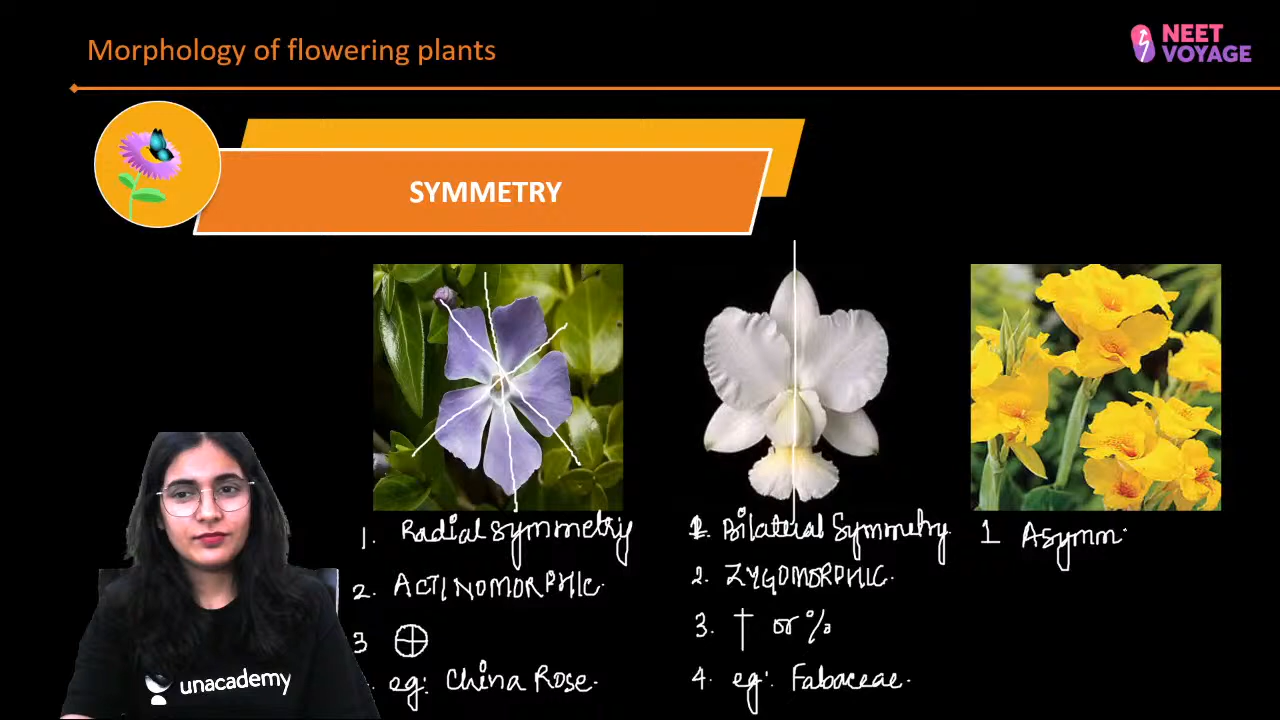 Morphology of flowering plants
NEET
VOYAGE
SYMMETRY
1. Radial symmetry
2. ACTINOMORPHIC.
3 ⊕
eg: China Rose.
1. Bilateral Symmetry.
2. ZYGOMORPHIC.
3. † or %
4. eg: Fabaceae.
1 Asymm
unacademy